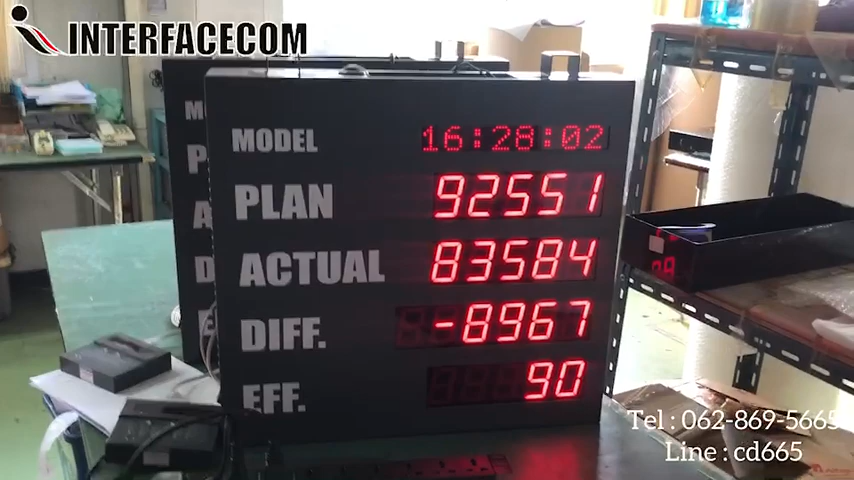 INTERFACECOM
MODEL 16:28:02
PLAN 92551
ACTUAL 83584
DIFF. -8967
EFF. 90
Tel : 062-869-5665
Line : cd665